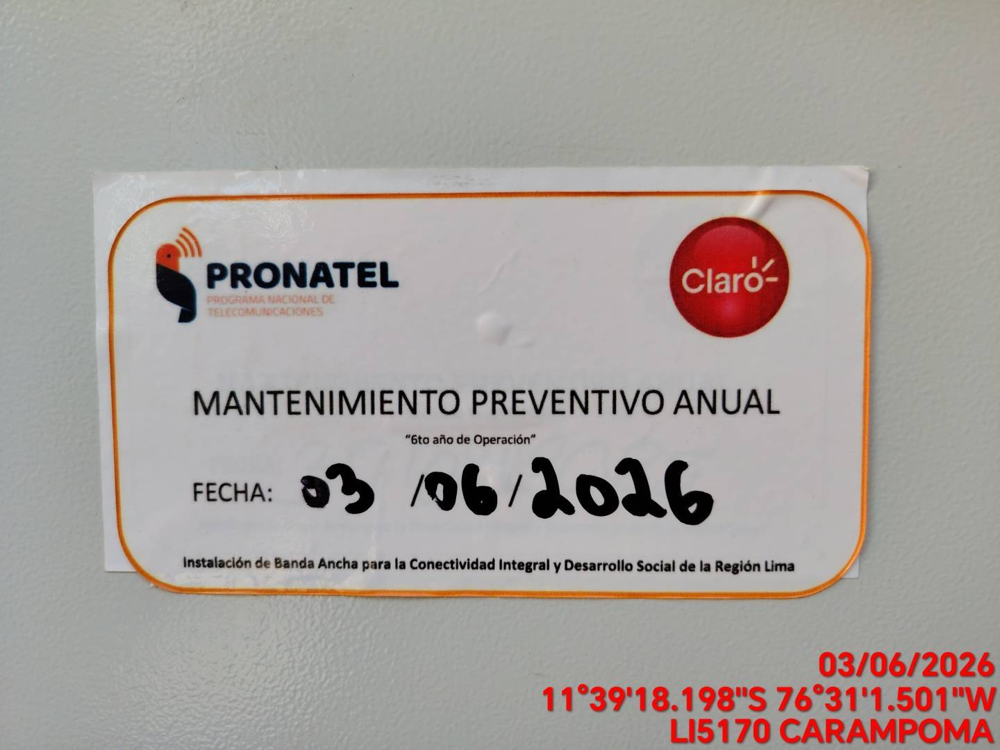 PRONATEL
PROGRAMA NACIONAL DE
TELECOMUNICACIONES
Claro
MANTENIMIENTO PREVENTIVO ANUAL
"6to año de Operación"
FECHA: 03 /06/2026
Instalación de Banda Ancha para la Conectividad Integral y Desarrollo Social de la Región Lima
03/06/2026
11°39'18.198"S 76°31'1.501"W
LI5170 CARAMPOMA